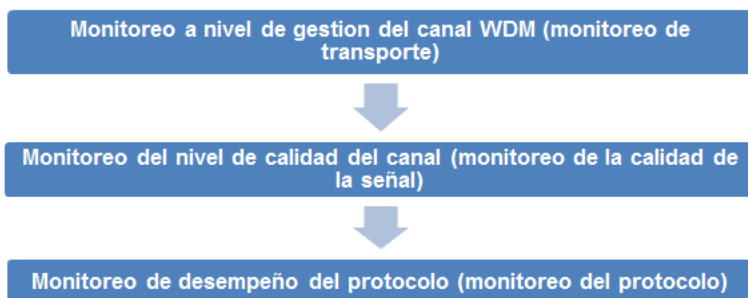 Monitoreo a nivel de gestion del canal WDM (monitoreo de
transporte)
Monitoreo del nivel de calidad del canal (monitoreo de la calidad de
la señal)
Monitoreo de desempeño del protocolo (monitoreo del protocolo)